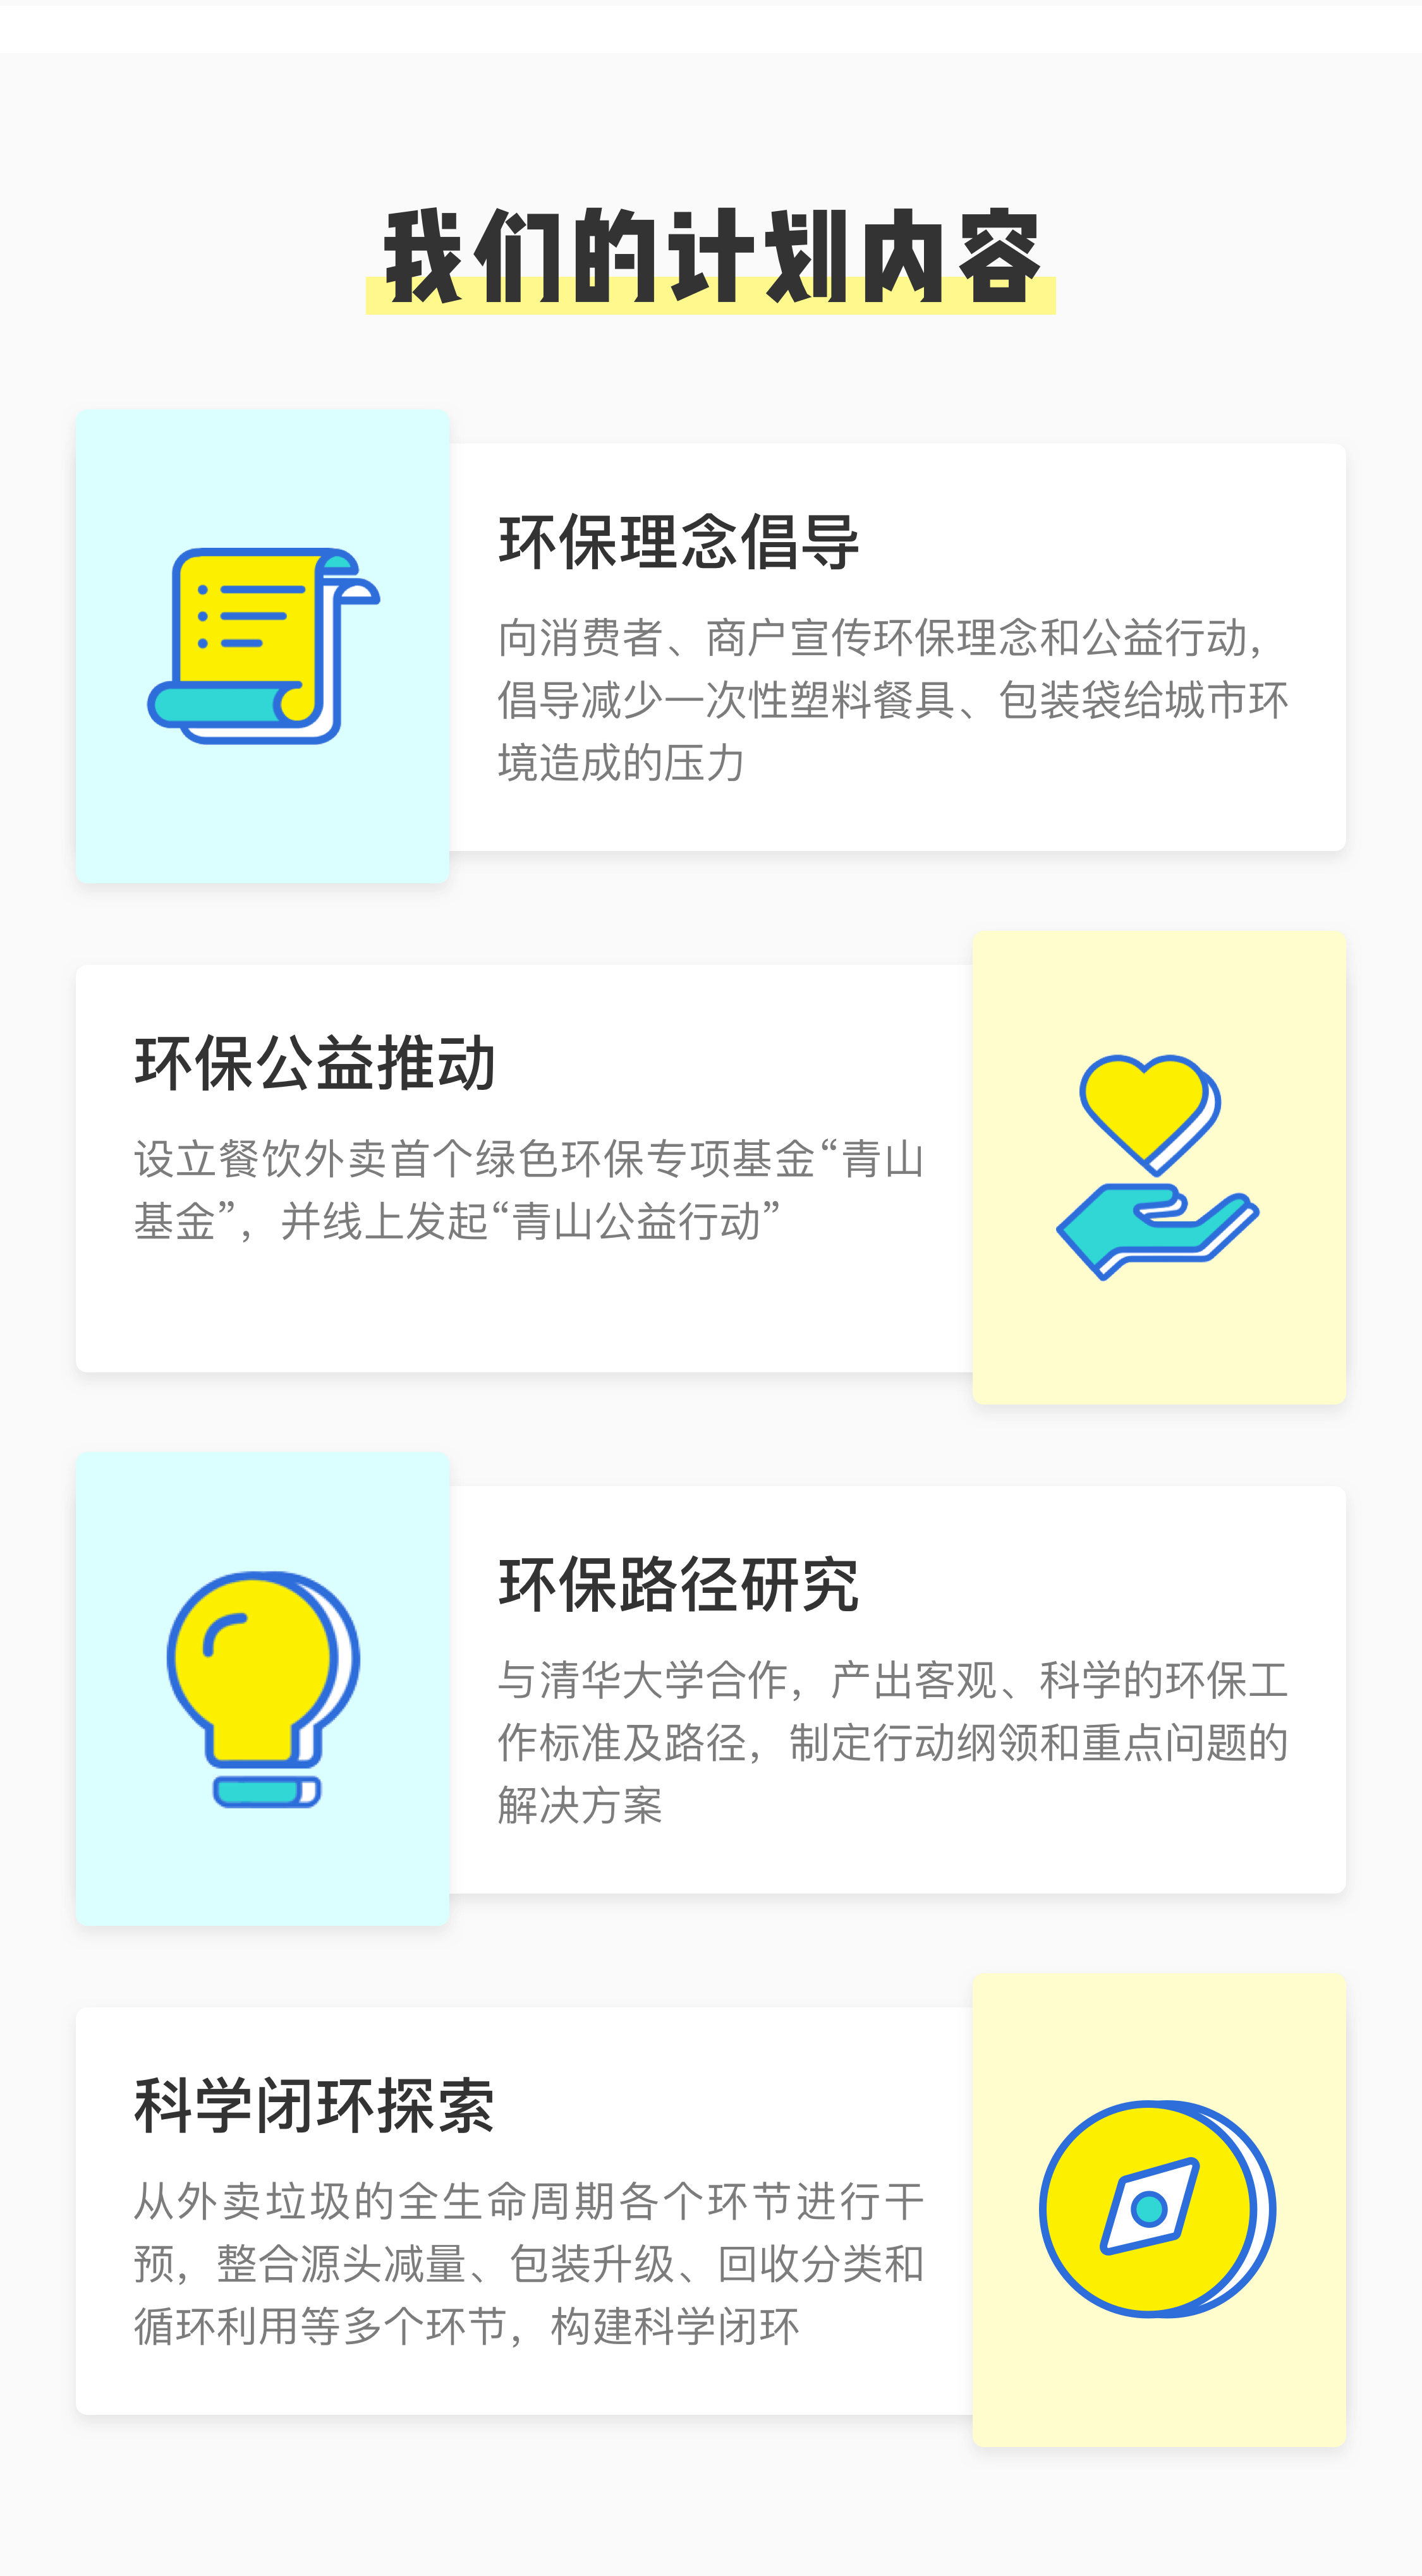 我们的计划内容
环保理念倡导
向消费者、商户宣传环保理念和公益行动，
倡导减少一次性塑料餐具、包装袋给城市环
境造成的压力
环保公益推动
设立餐饮外卖首个绿色环保专项基金“青山
基金”，并线上发起“青山公益行动”
环保路径研究
与清华大学合作，产出客观、科学的环保工
作标准及路径，制定行动纲领和重点问题的
解决方案
科学闭环探索
从外卖垃圾的全生命周期各个环节进行干
预，整合源头减量、包装升级、回收分类和
循环利用等多个环节，构建科学闭环